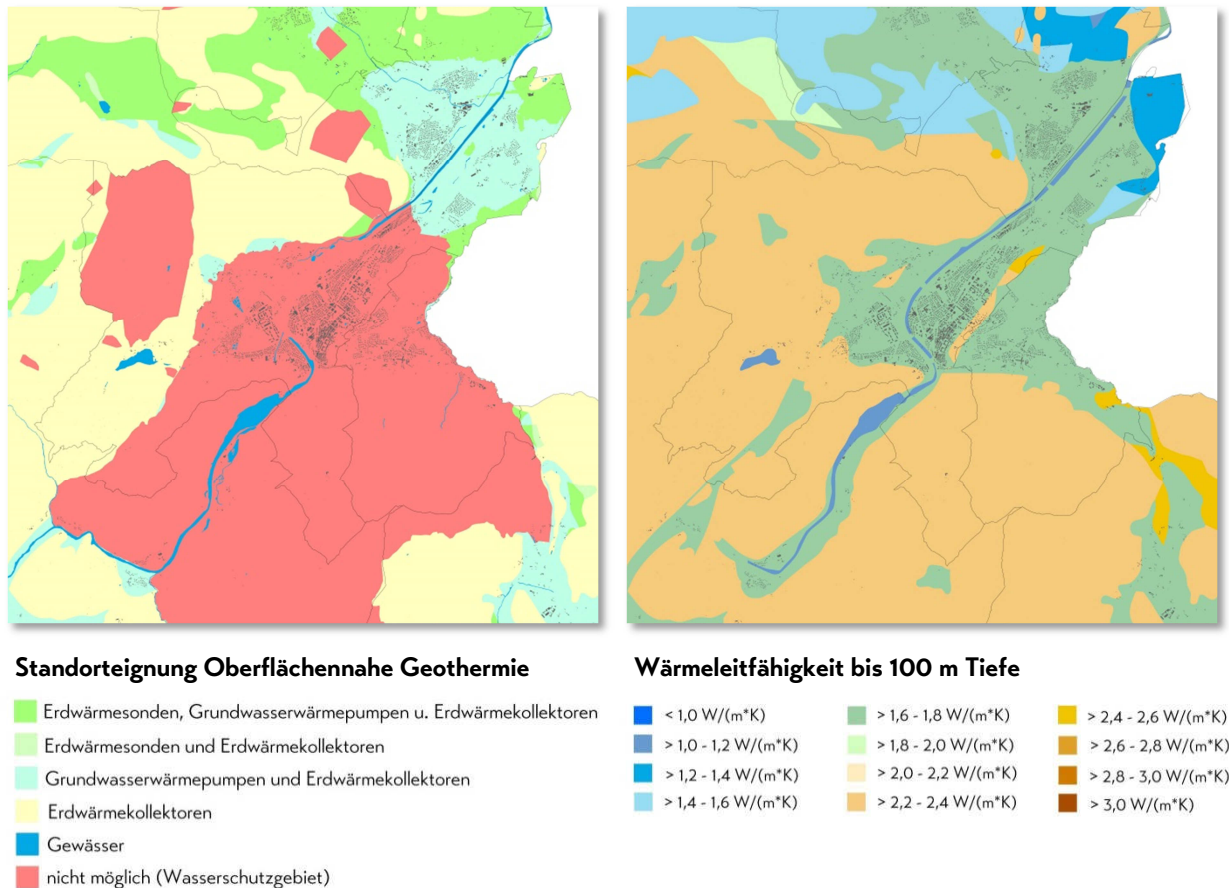 Standorteignung Oberflächennahe Geothermie
Erdwärmesonden, Grundwasserwärmepumpen u. Erdwärmekollektoren
Erdwärmesonden und Erdwärmekollektoren
Grundwasserwärmepumpen und Erdwärmekollektoren
Erdwärmekollektoren
Gewässer
nicht möglich (Wasserschutzgebiet)
Wärmeleitfähigkeit bis 100 m Tiefe
< 1,0 W/(m*K)
> 1,0 - 1,2 W/(m*K)
> 1,2 - 1,4 W/(m*K)
> 1,4 - 1,6 W/(m*K)
> 1,6 - 1,8 W/(m*K)
> 1,8 - 2,0 W/(m*K)
> 2,0 - 2,2 W/(m*K)
> 2,2 - 2,4 W/(m*K)
> 2,4 - 2,6 W/(m*K)
> 2,6 - 2,8 W/(m*K)
> 2,8 - 3,0 W/(m*K)
> 3,0 W/(m*K)